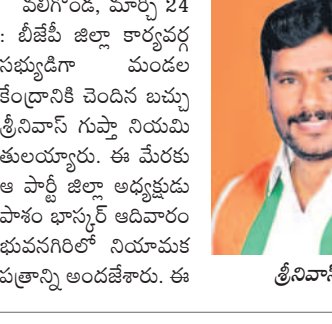 వలిగొండ, మార్చి 24
: బీజేపీ జిల్లా కార్యవర్గ
సభ్యుడిగా మండల
కేంద్రానికి చెందిన బచ్చు
శ్రీనివాస్ గుప్తా నియమి
తులయ్యారు. ఈ మేరకు
ఆ పార్టీ జిల్లా అధ్యక్షుడు
పాశం భాస్కర్ ఆదివారం
భువనగిరిలో నియామక
పత్రాన్ని అందజేశారు. ఈ
శ్రీనివాస్